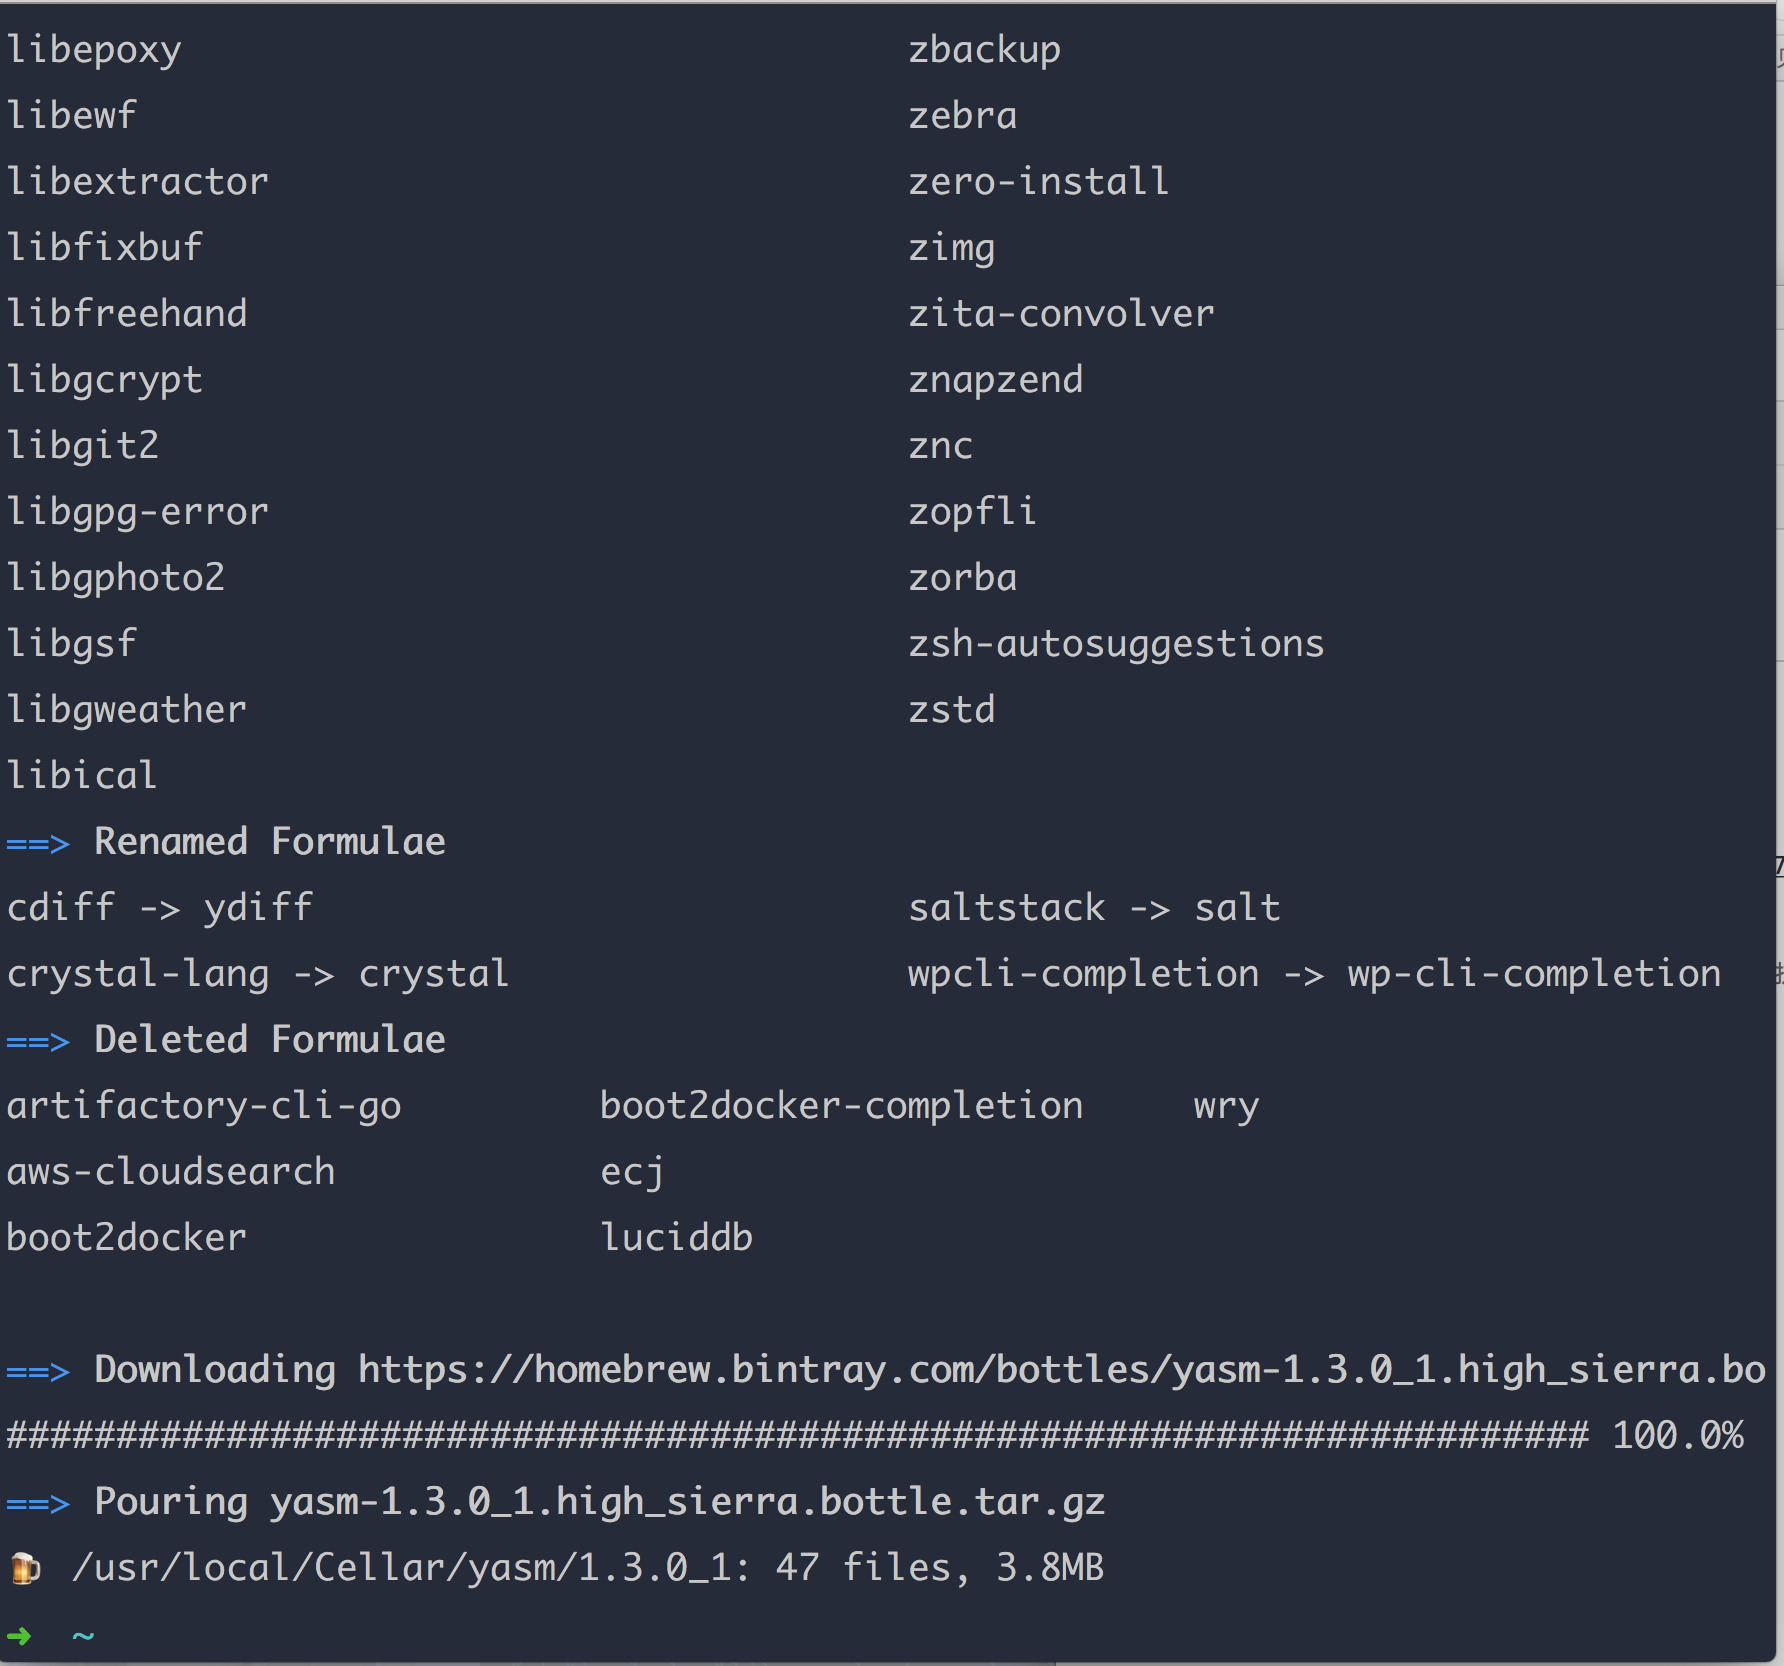 libepoxy zbackup
libewf zebra
libextractor zero-install
libfixbuf zimg
libfreehand zita-convolver
libgcrypt znapzend
libgit2 znc
libgpg-error zopfli
libgphoto2 zorba
libgsf zsh-autosuggestions
libgweather zstd
libical
==> Renamed Formulae
cdiff -> ydiff saltstack -> salt
crystal-lang -> crystal wpcli-completion -> wp-cli-completion
==> Deleted Formulae
artifactory-cli-go boot2docker-completion wry
aws-cloudsearch ecj
boot2docker luciddb
==> Downloading https://homebrew.bintray.com/bottles/yasm-1.3.0_1.high_sierra.bo
######################################################################## 100.0%
==> Pouring yasm-1.3.0_1.high_sierra.bottle.tar.gz
🍺 /usr/local/Cellar/yasm/1.3.0_1: 47 files, 3.8MB
➜ ~